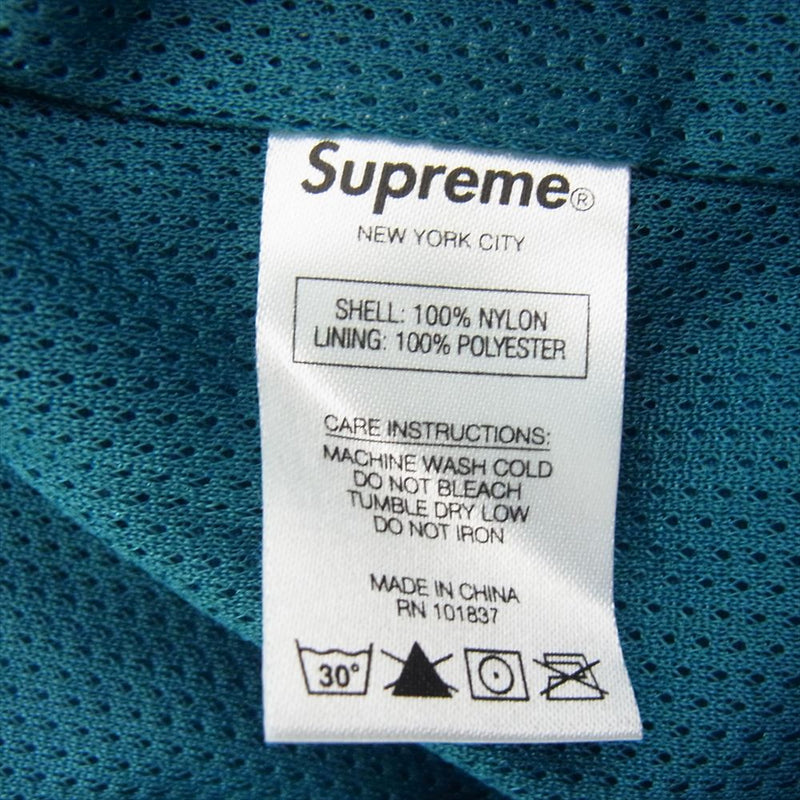 Supreme®
NEW YORK CITY
SHELL: 100% NYLON
LINING: 100% POLYESTER
CARE INSTRUCTIONS:
MACHINE WASH COLD
DO NOT BLEACH
TUMBLE DRY LOW
DO NOT IRON
MADE IN CHINA
RN 101837
30°